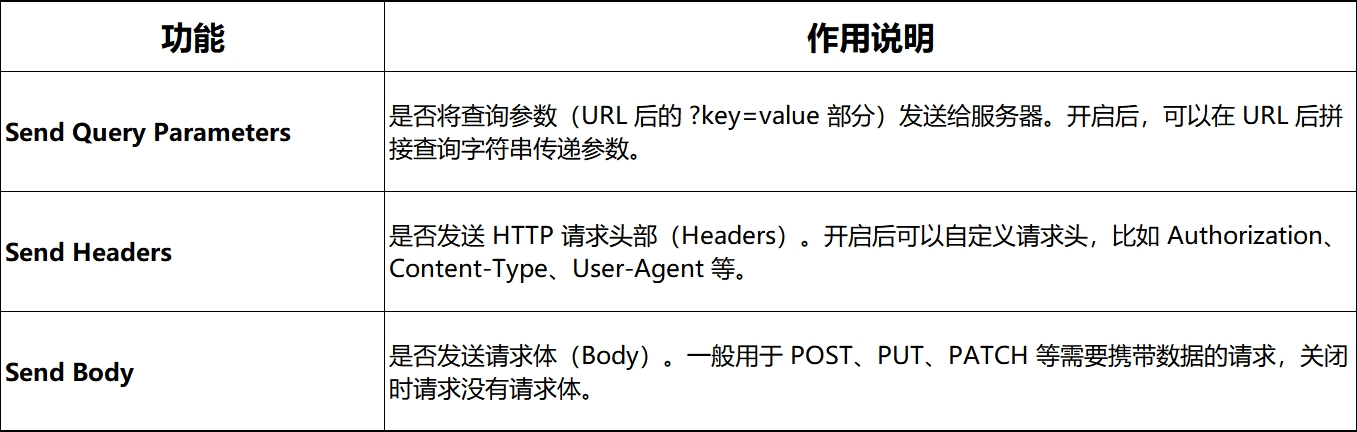 功能
作用说明
Send Query Parameters
是否将查询参数（URL 后的 ?key=value 部分）发送给服务器。开启后，可以在 URL 后拼
接查询字符串传递参数。
Send Headers
是否发送 HTTP 请求头部（Headers）。开启后可以自定义请求头，比如 Authorization、
Content-Type、User-Agent 等。
Send Body
是否发送请求体（Body）。一般用于 POST、PUT、PATCH 等需要携带数据的请求，关闭
时请求没有请求体。